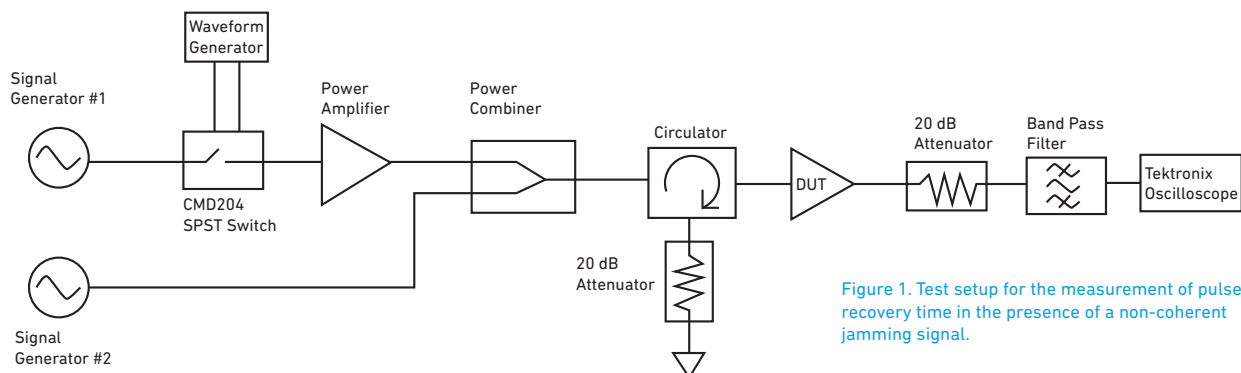 Waveform
Generator
Signal
Generator #1
Power
Amplifier
Power
Combiner
Circulator
20 dB
Attenuator
Band Pass
Filter
DUT
Tektronix
Oscilloscope
CMD204
SPST Switch
20 dB
Attenuator
Signal
Generator #2
Figure 1. Test setup for the measurement of pulse
recovery time in the presence of a non-coherent
jamming signal.